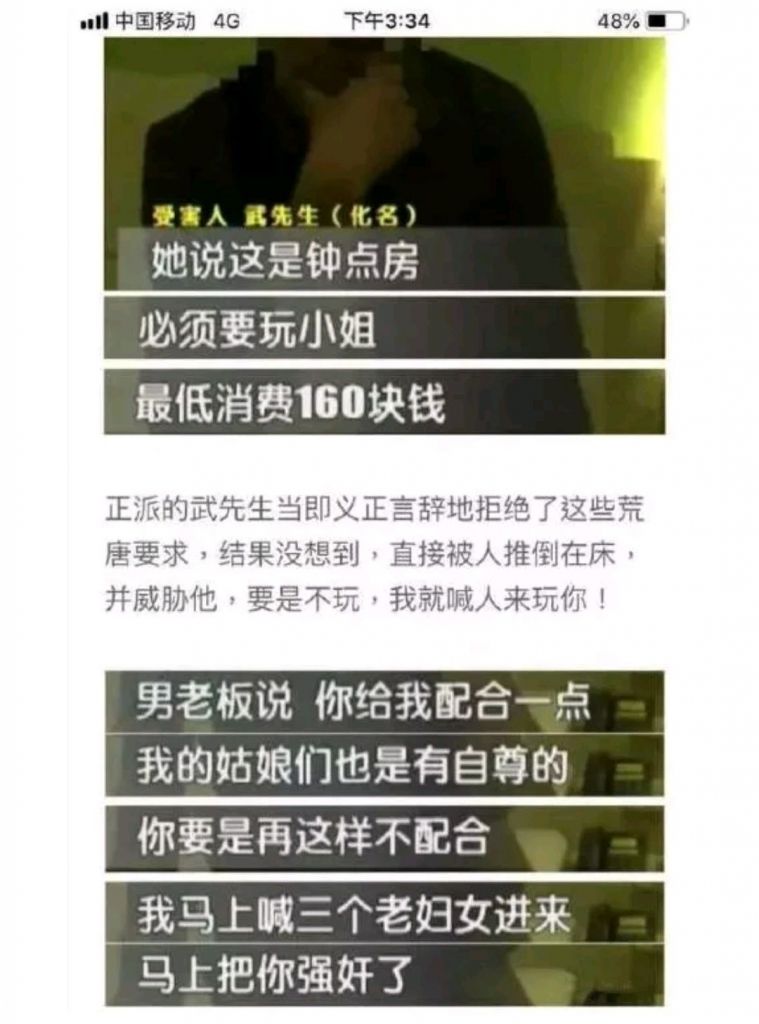 中国移动 4G 下午3:34 48%
受害人 武先生(化名)
她说这是钟点房
必须要玩小姐
最低消费160块钱
正派的武先生当即义正言辞地拒绝了这些荒
唐要求，结果没想到，直接被人推倒在床，
并威胁他，要是不玩，我就喊人来玩你！
男老板说 你给我配合一点
我的姑娘们也是有自尊的
你要是再这样不配合
我马上喊三个老妇女进来
马上把你强奸了